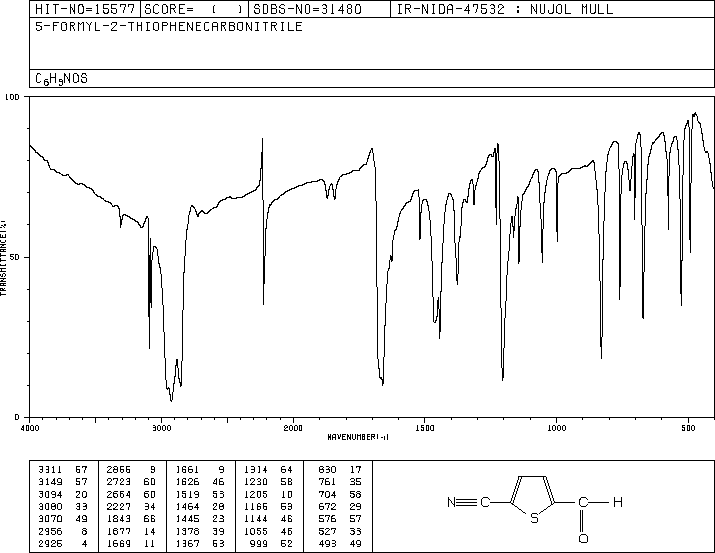 HIT-NO=15577 SCORE= ( ) SDBS-NO=31480 IR-NIDA-47532 : NUJOL MULL
5-FORMYL-2-THIOPHENECARBONITRILE
C6H3NOS
100
50
0
TRANSMITTANCE(%)
4000 3000 2000 1500 1000 500
WAVENUMBER(-1)
3311 57 2866 9 1661 9 1314 64 830 17
3149 57 2723 60 1626 46 1230 58 761 35
3094 20 2664 60 1519 53 1205 10 704 58
3080 33 2227 34 1464 28 1166 53 672 29
3070 49 1843 66 1445 23 1144 46 576 57
2956 8 1677 14 1378 39 1055 46 527 33
2925 4 1669 11 1367 63 999 52 493 49
N C S C H
O